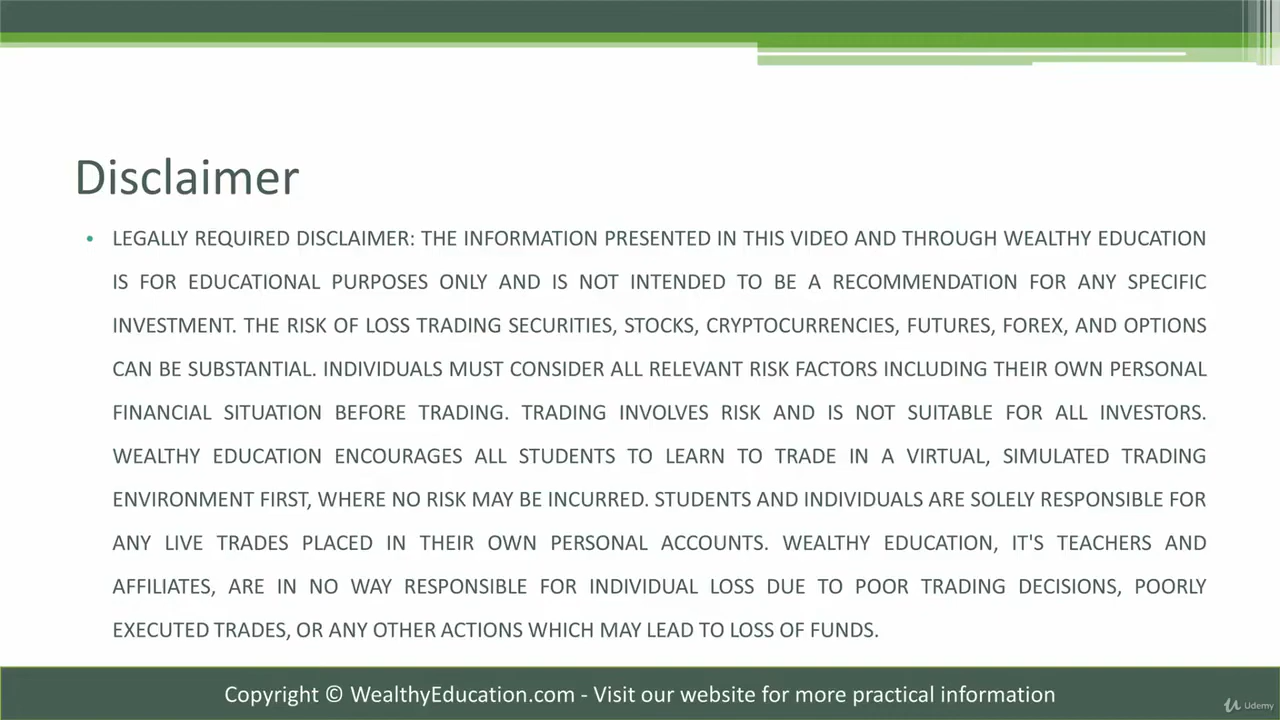 Disclaimer
• LEGALLY REQUIRED DISCLAIMER: THE INFORMATION PRESENTED IN THIS VIDEO AND THROUGH WEALTHY EDUCATION
IS FOR EDUCATIONAL PURPOSES ONLY AND IS NOT INTENDED TO BE A RECOMMENDATION FOR ANY SPECIFIC
INVESTMENT. THE RISK OF LOSS TRADING SECURITIES, STOCKS, CRYPTOCURRENCIES, FUTURES, FOREX, AND OPTIONS
CAN BE SUBSTANTIAL. INDIVIDUALS MUST CONSIDER ALL RELEVANT RISK FACTORS INCLUDING THEIR OWN PERSONAL
FINANCIAL SITUATION BEFORE TRADING. TRADING INVOLVES RISK AND IS NOT SUITABLE FOR ALL INVESTORS.
WEALTHY EDUCATION ENCOURAGES ALL STUDENTS TO LEARN TO TRADE IN A VIRTUAL, SIMULATED TRADING
ENVIRONMENT FIRST, WHERE NO RISK MAY BE INCURRED. STUDENTS AND INDIVIDUALS ARE SOLELY RESPONSIBLE FOR
ANY LIVE TRADES PLACED IN THEIR OWN PERSONAL ACCOUNTS. WEALTHY EDUCATION, IT'S TEACHERS AND
AFFILIATES, ARE IN NO WAY RESPONSIBLE FOR INDIVIDUAL LOSS DUE TO POOR TRADING DECISIONS, POORLY
EXECUTED TRADES, OR ANY OTHER ACTIONS WHICH MAY LEAD TO LOSS OF FUNDS.
Copyright © WealthyEducation.com - Visit our website for more practical information
Udemy